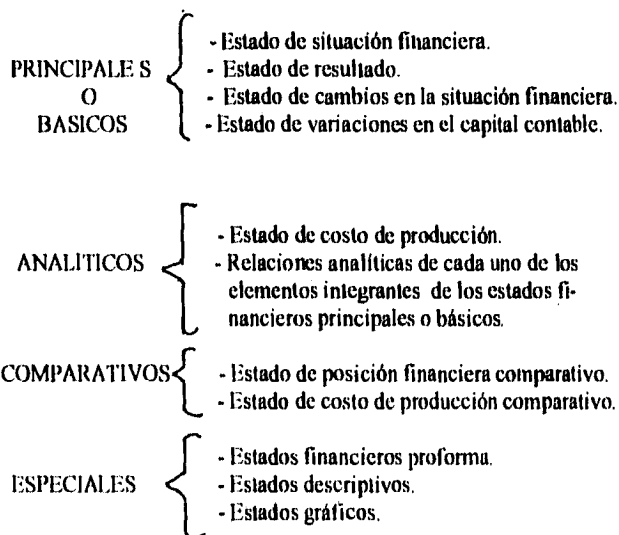 PRINCIPALE S
O
BASICOS
- Estado de situación financiera.
- Estado de resultado.
- Estado de cambios en la situación financiera.
- Estado de variaciones en el capital contable.
ANALITICOS
- Estado de costo de producción.
- Relaciones analíticas de cada uno de los
elementos integrantes de los estados fi-
nancieros principales o básicos.
COMPARATIVOS
- Estado de posición financiera comparativo.
- Estado de costo de producción comparativo.
ESPECIALES
- Estados financieros proforma.
- Estados descriptivos.
- Estados gráficos.